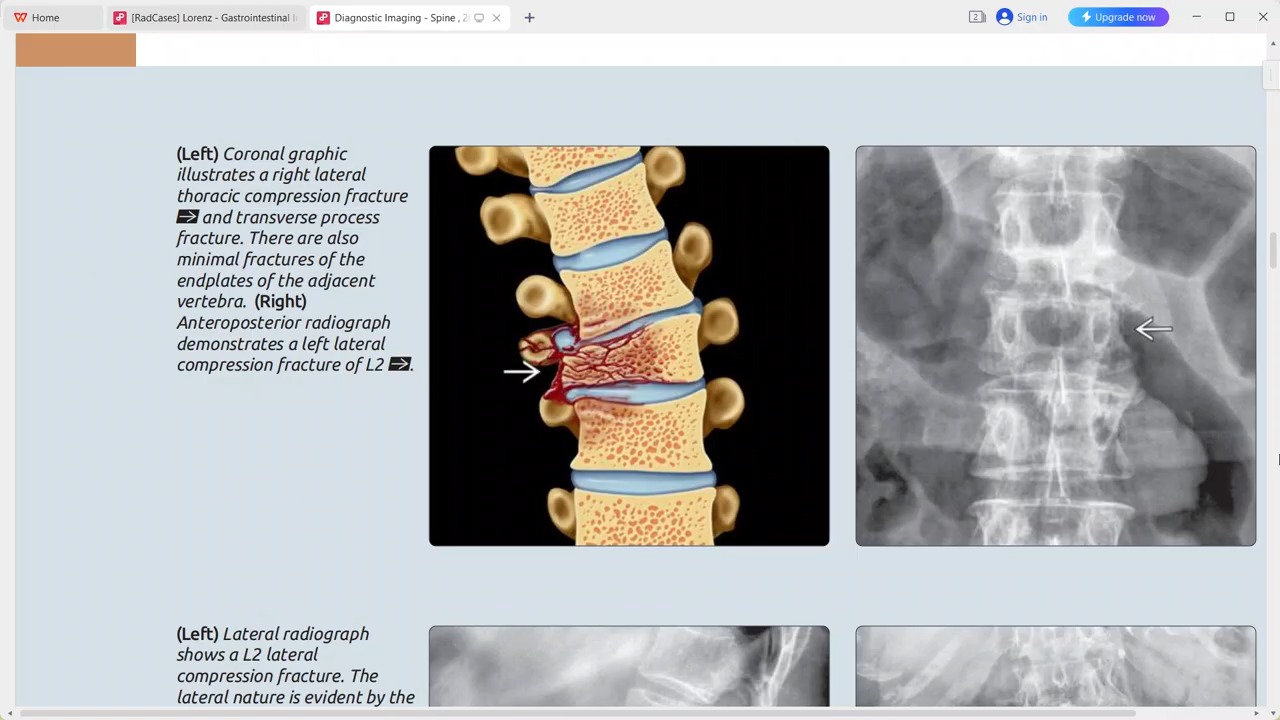 Home
[RadCases] Lorenz - Gastrointestinal I
Diagnostic Imaging - Spine , 2
2
Sign in
Upgrade now
(Left) Coronal graphic
illustrates a right lateral
thoracic compression fracture
and transverse process
fracture. There are also
minimal fractures of the
endplates of the adjacent
vertebra. (Right)
Anteroposterior radiograph
demonstrates a left lateral
compression fracture of L2 .
(Left) Lateral radiograph
shows a L2 lateral
compression fracture. The
lateral nature is evident by the